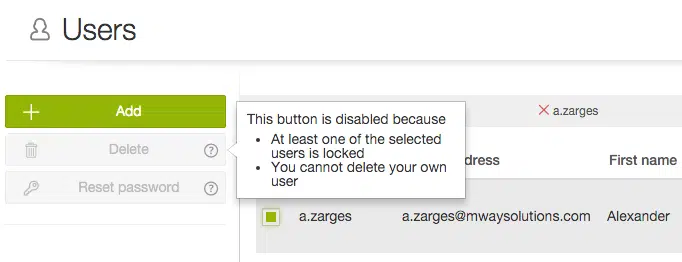 Users
Add
Delete ?
Reset password ?
This button is disabled because
• At least one of the selected
users is locked
• You cannot delete your own
user
a.zarges
dress First name
a.zarges a.zarges@mwaysolutions.com Alexander